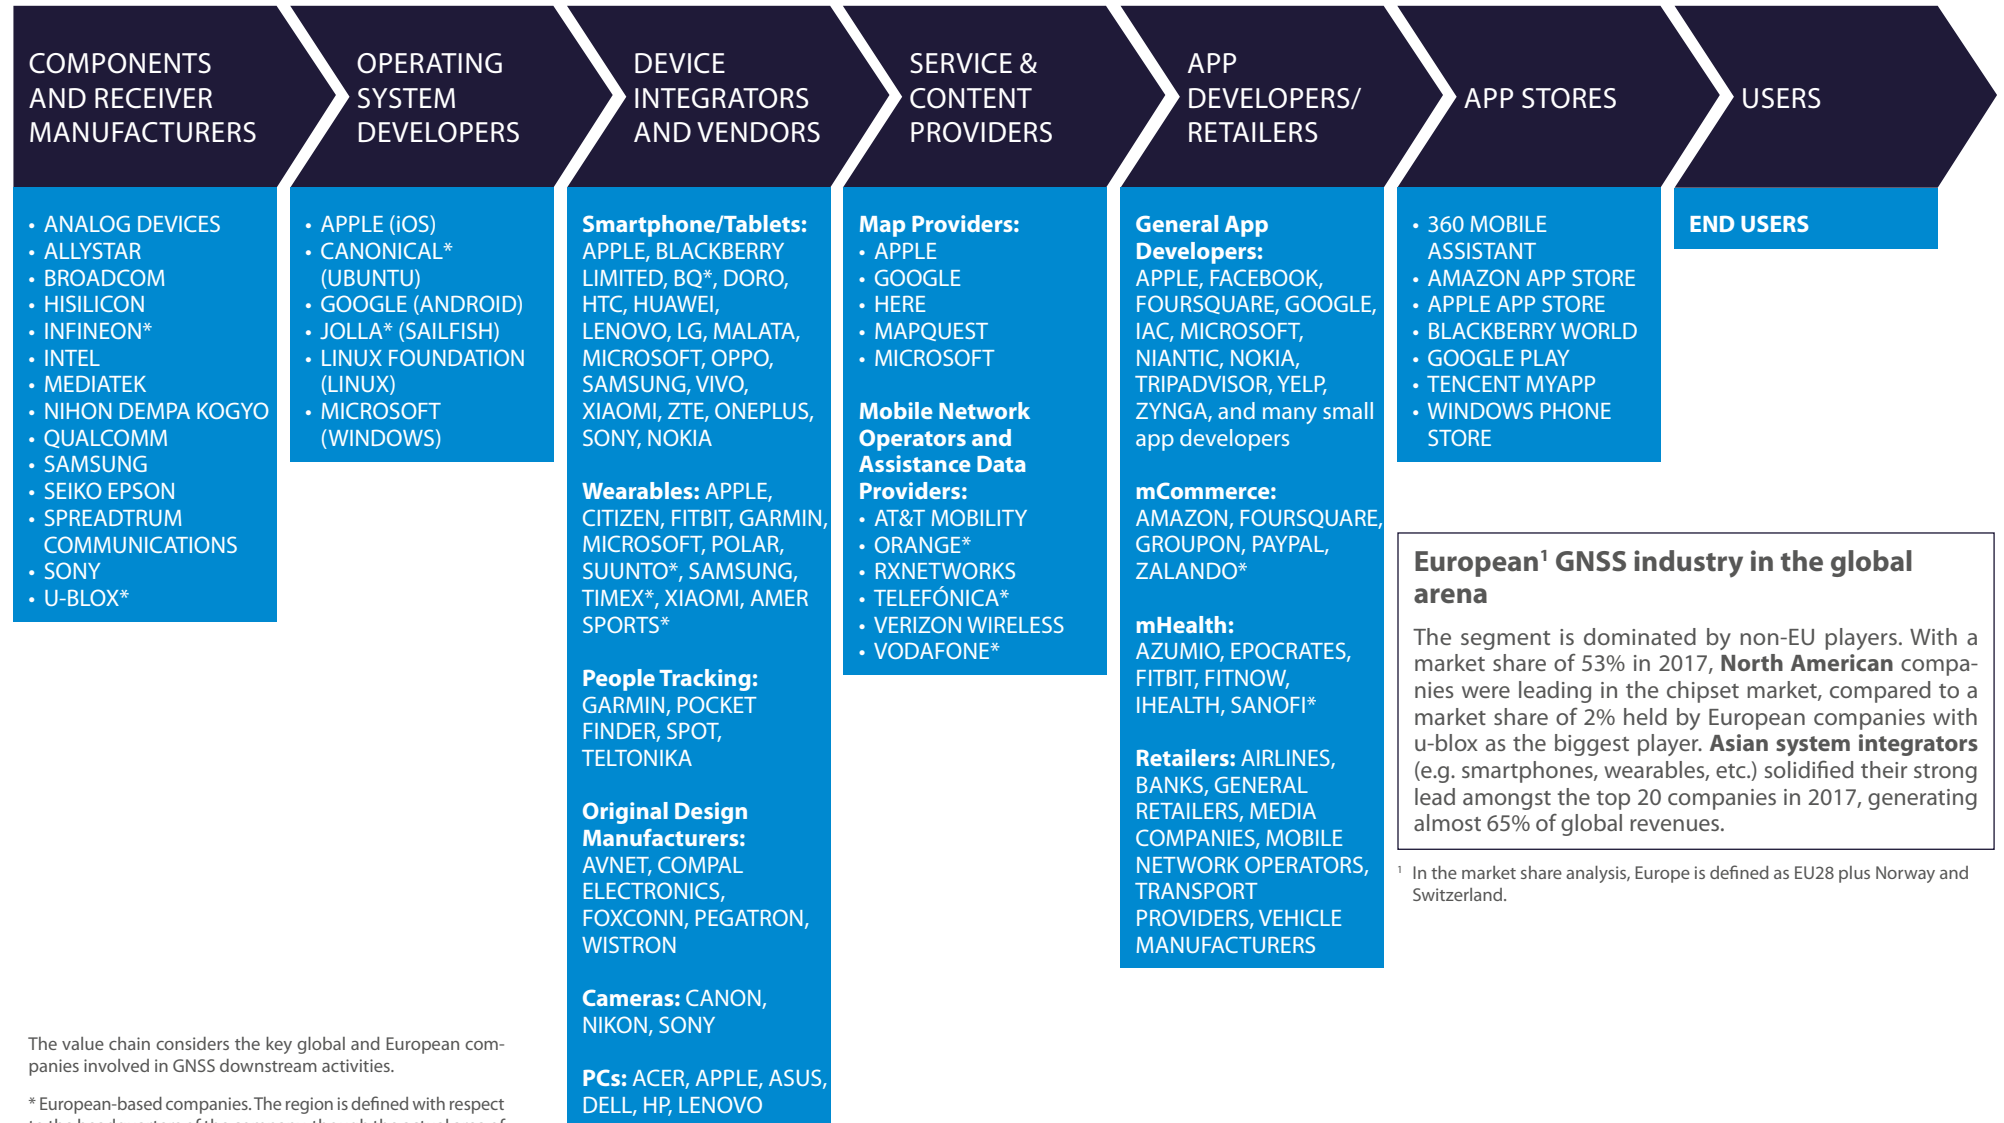 COMPONENTS
AND RECEIVER
MANUFACTURERS
OPERATING
SYSTEM
DEVELOPERS
DEVICE
INTEGRATORS
AND VENDORS
SERVICE &
CONTENT
PROVIDERS
APP
DEVELOPERS/
RETAILERS
APP STORES
USERS
• ANALOG DEVICES
• ALLYSTAR
• BROADCOM
• HISILICON
• INFINEON*
• INTEL
• MEDIATEK
• NIHON DEMPA KOGYO
• QUALCOMM
• SAMSUNG
• SEIKO EPSON
• SPREADTRUM
COMMUNICATIONS
• SONY
• U-BLOX*
• APPLE (iOS)
• CANONICAL*
(UBUNTU)
• GOOGLE (ANDROID)
• JOLLA* (SAILFISH)
• LINUX FOUNDATION
(LINUX)
• MICROSOFT
(WINDOWS)
Smartphone/Tablets:
APPLE, BLACKBERRY
LIMITED, BQ*, DORO,
HTC, HUAWEI,
LENOVO, LG, MALATA,
MICROSOFT, OPPO,
SAMSUNG, VIVO,
XIAOMI, ZTE, ONEPLUS,
SONY, NOKIA
Wearables: APPLE,
CITIZEN, FITBIT, GARMIN,
MICROSOFT, POLAR,
SUUNTO*, SAMSUNG,
TIMEX*, XIAOMI, AMER
SPORTS*
People Tracking:
GARMIN, POCKET
FINDER, SPOT,
TELTONIKA
Original Design
Manufacturers:
AVNET, COMPAL
ELECTRONICS,
FOXCONN, PEGATRON,
WISTRON
Cameras: CANON,
NIKON, SONY
PCs: ACER, APPLE, ASUS,
DELL, HP, LENOVO
Map Providers:
• APPLE
• GOOGLE
• HERE
• MAPQUEST
• MICROSOFT
Mobile Network
Operators and
Assistance Data
Providers:
• AT&T MOBILITY
• ORANGE*
• RXNETWORKS
• TELEFÓNICA*
• VERIZON WIRELESS
• VODAFONE*
General App
Developers:
APPLE, FACEBOOK,
FOURSQUARE, GOOGLE,
IAC, MICROSOFT,
NIANTIC, NOKIA,
TRIPADVISOR, YELP,
ZYNGA, and many small
app developers
mCommerce:
AMAZON, FOURSQUARE,
GROUPON, PAYPAL,
ZALANDO*
mHealth:
AZUMIO, EPOCRATES,
FITBIT, FITNOW,
IHEALTH, SANOFI*
Retailers: AIRLINES,
BANKS, GENERAL
RETAILERS, MEDIA
COMPANIES, MOBILE
NETWORK OPERATORS,
TRANSPORT
PROVIDERS, VEHICLE
MANUFACTURERS
• 360 MOBILE
ASSISTANT
• AMAZON APP STORE
• APPLE APP STORE
• BLACKBERRY WORLD
• GOOGLE PLAY
• TENCENT MYAPP
• WINDOWS PHONE
STORE
END USERS
European¹ GNSS industry in the global
arena
The segment is dominated by non-EU players. With a
market share of 53% in 2017, North American compa-
nies were leading in the chipset market, compared to a
market share of 2% held by European companies with
u-blox as the biggest player. Asian system integrators
(e.g. smartphones, wearables, etc.) solidified their strong
lead amongst the top 20 companies in 2017, generating
almost 65% of global revenues.
¹ In the market share analysis, Europe is defined as EU28 plus Norway and
Switzerland.
The value chain considers the key global and European com-
panies involved in GNSS downstream activities.
* European-based companies. The region is defined with respect